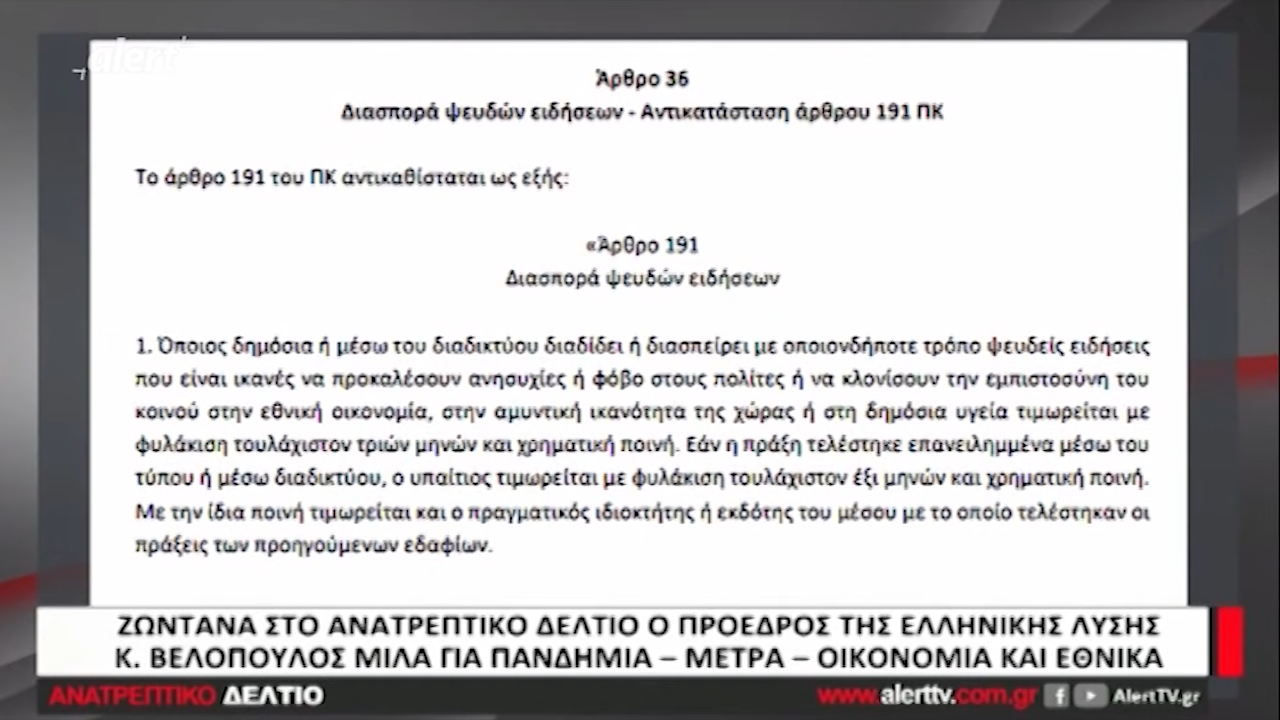 alert
Άρθρο 36
Διασπορά ψευδών ειδήσεων - Αντικατάσταση άρθρου 191 ΠΚ
Το άρθρο 191 του ΠΚ αντικαθίσταται ως εξής:
«Άρθρο 191
Διασπορά ψευδών ειδήσεων
1. Όποιος δημόσια ή μέσω του διαδικτύου διαδίδει ή διασπείρει με οποιονδήποτε τρόπο ψευδείς ειδήσεις
που είναι ικανές να προκαλέσουν ανησυχίες ή φόβο στους πολίτες ή να κλονίσουν την εμπιστοσύνη του
κοινού στην εθνική οικονομία, στην αμυντική ικανότητα της χώρας ή στη δημόσια υγεία τιμωρείται με
φυλάκιση τουλάχιστον τριών μηνών και χρηματική ποινή. Εάν η πράξη τελέστηκε επανειλημμένα μέσω του
τύπου ή μέσω διαδικτύου, ο υπαίτιος τιμωρείται με φυλάκιση τουλάχιστον έξι μηνών και χρηματική ποινή.
Με την ίδια ποινή τιμωρείται και ο πραγματικός ιδιοκτήτης ή εκδότης του μέσου με το οποίο τελέστηκαν οι
πράξεις των προηγούμενων εδαφίων.
ΖΩΝΤΑΝΑ ΣΤΟ ΑΝΑΤΡΕΠΤΙΚΟ ΔΕΛΤΙΟ Ο ΠΡΟΕΔΡΟΣ ΤΗΣ ΕΛΛΗΝΙΚΗΣ ΛΥΣΗΣ
Κ. ΒΕΛΟΠΟΥΛΟΣ ΜΙΛΑ ΓΙΑ ΠΑΝΔΗΜΙΑ – ΜΕΤΡΑ – ΟΙΚΟΝΟΜΙΑ ΚΑΙ ΕΘΝΙΚΑ
ΑΝΑΤΡΕΠΤΙΚΟ ΔΕΛΤΙΟ www.alerttv.com.gr AlertTV.gr